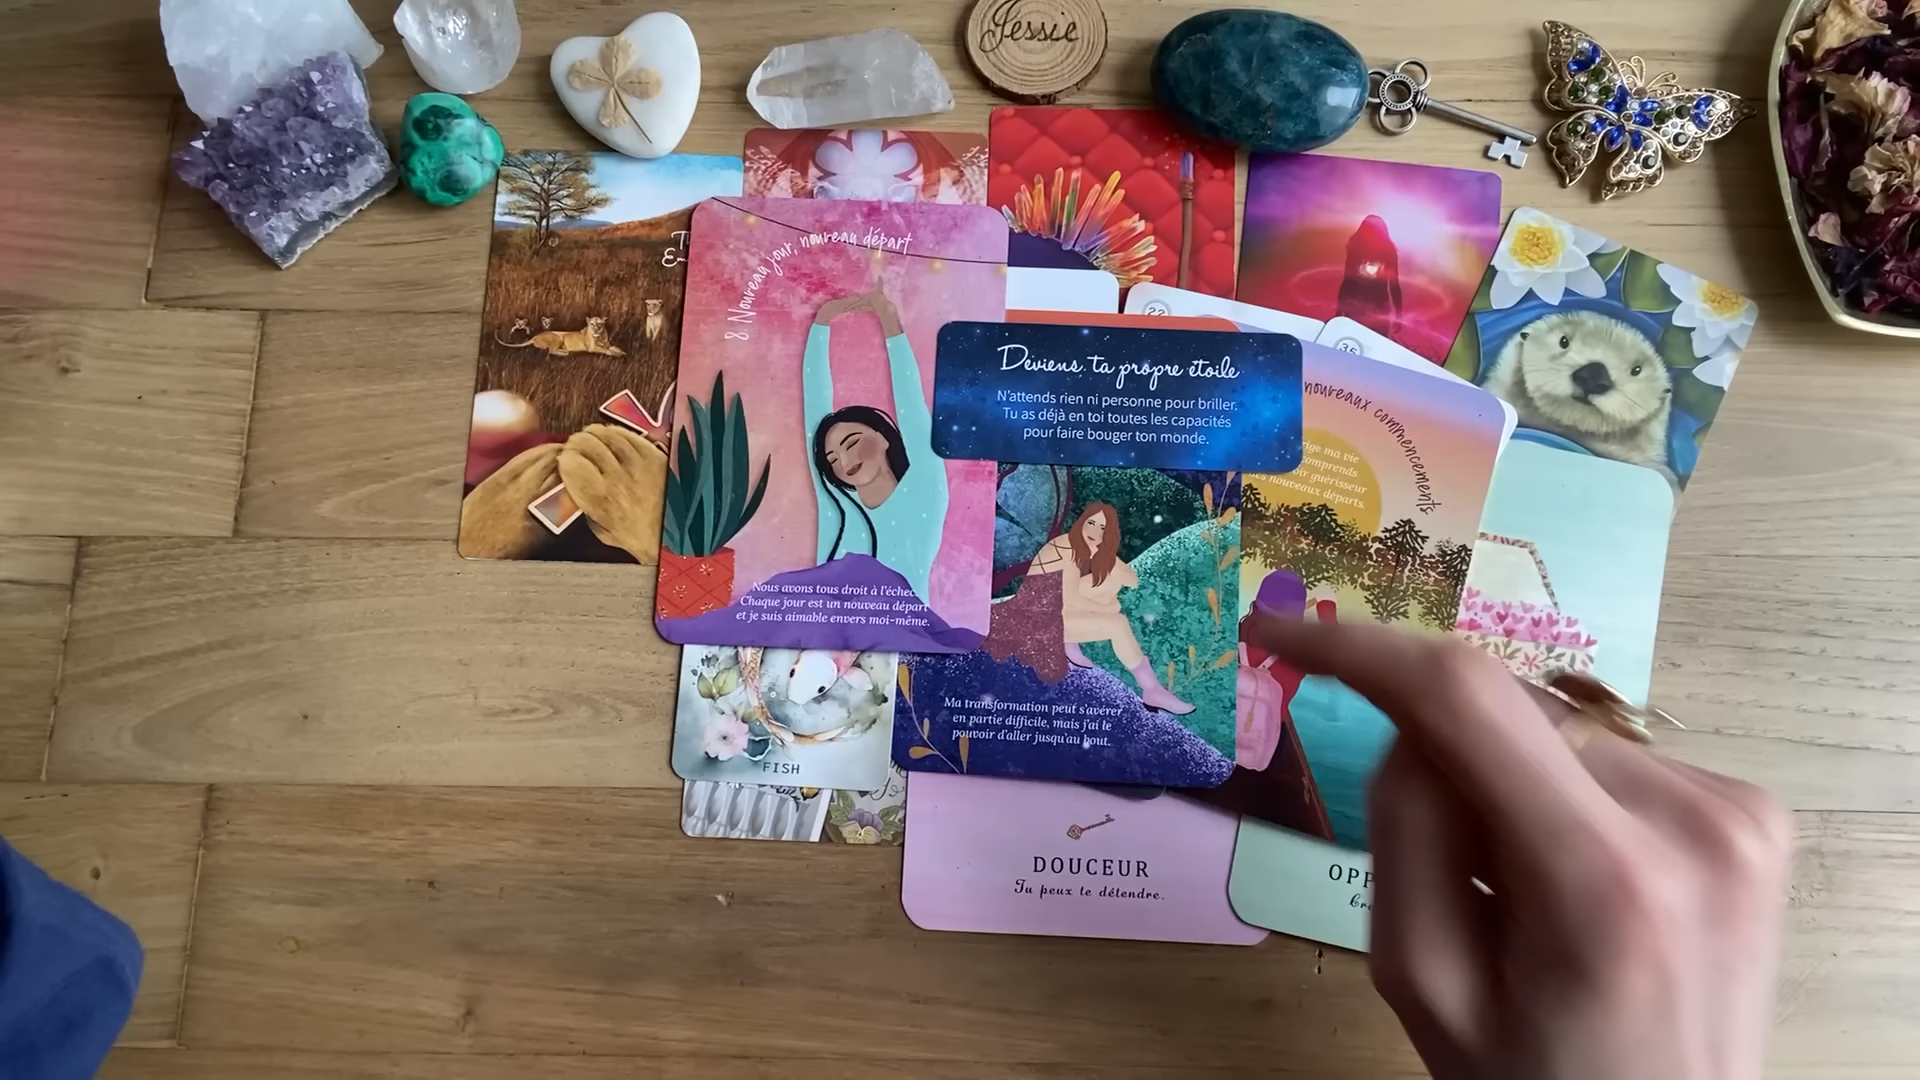 Jessie
8 Nouveau jour, nouveau départ
22
35
Deviens ta propre étoile
N'attends rien ni personne pour briller.
Tu as déjà en toi toutes les capacités
pour faire bouger ton monde.
nouveaux commencements
ma vie
comprends
guérisseur
nouveaux départs.
Nous avons tous droit à l'échec.
Chaque jour est un nouveau départ
et je suis aimable envers moi-même.
Ma transformation peut s'avérer
en partie difficile, mais j'ai le
pouvoir d'aller jusqu'au bout.
FISH
DOUCEUR
Tu peux te détendre.
OPP